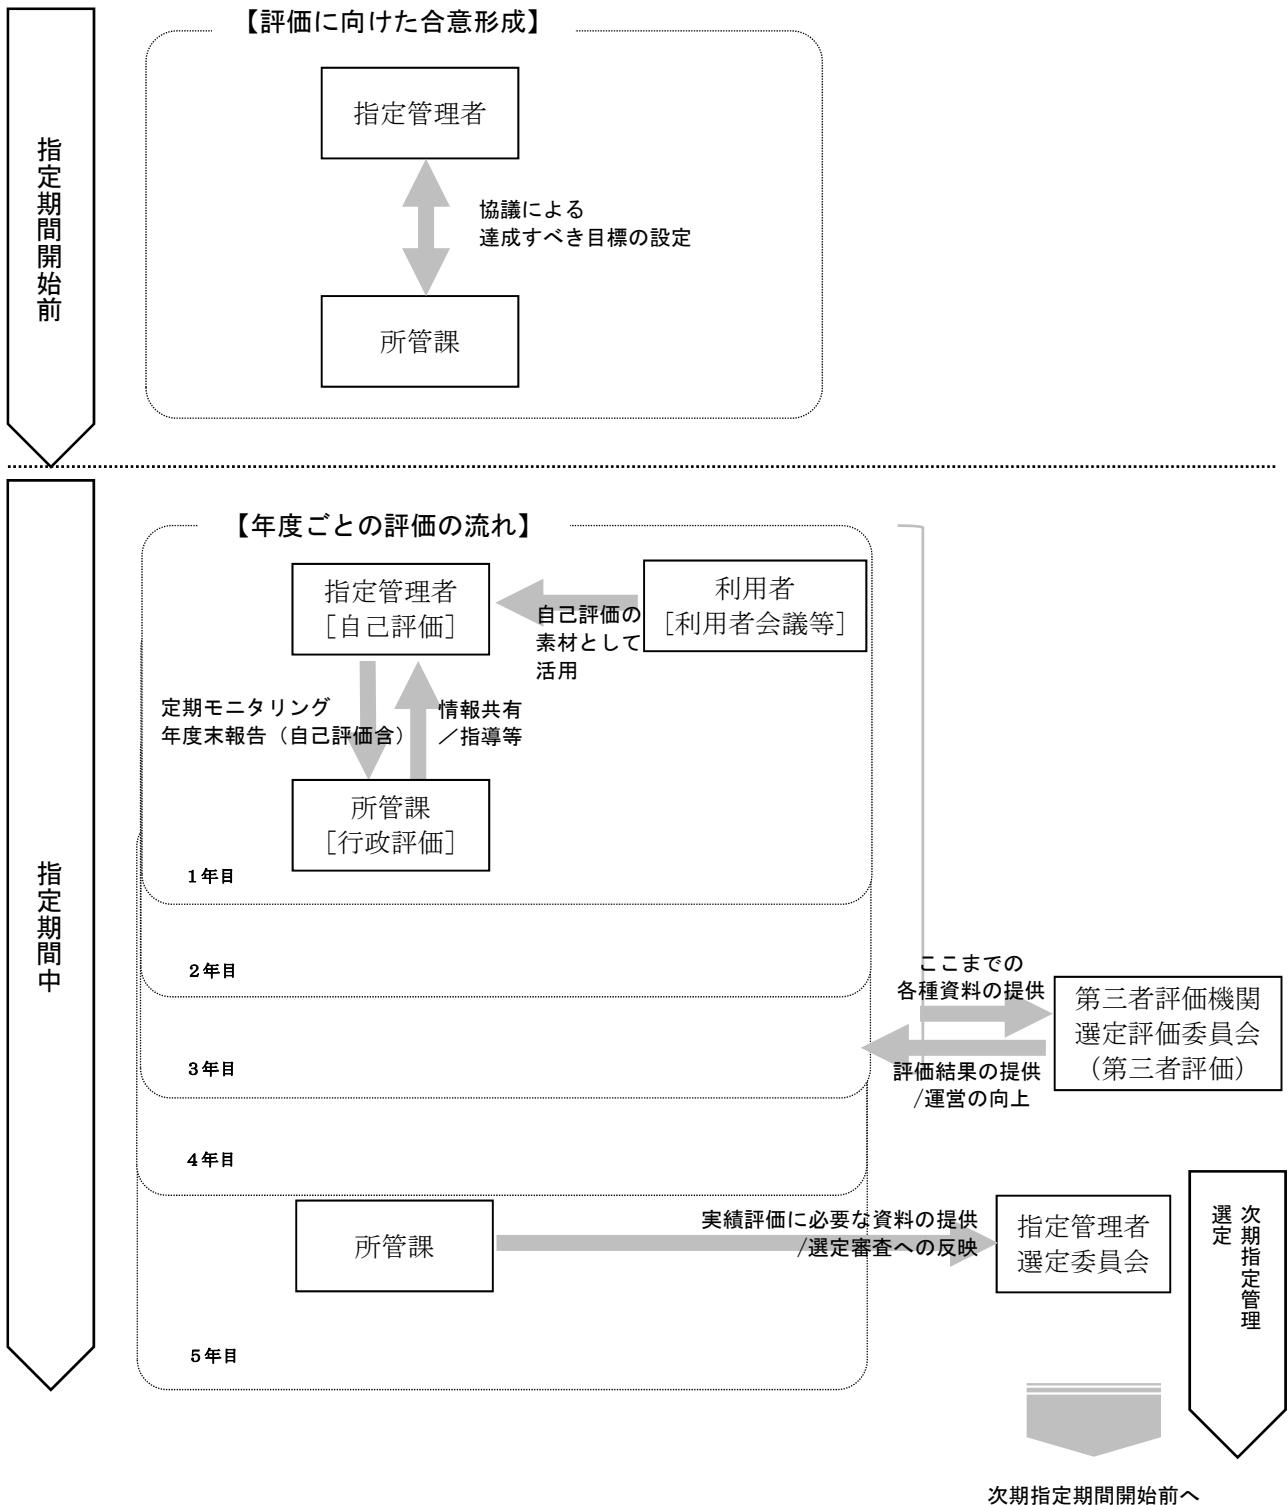 【評価に向けた合意形成】
指定管理者
協議による
達成すべき目標の設定
所管課
指定期間開始前
【年度ごとの評価の流れ】
指定管理者
［自己評価］
利用者
［利用者会議等］
自己評価の
素材として
活用
定期モニタリング
年度末報告（自己評価含）
情報共有
／指導等
所管課
［行政評価］
１年目
指定期間中
２年目
ここまでの
各種資料の提供
第三者評価機関
選定評価委員会
（第三者評価）
３年目
評価結果の提供
/運営の向上
４年目
所管課
実績評価に必要な資料の提供
/選定審査への反映
指定管理者
選定委員会
次期指定管理
選定
５年目
次期指定期間開始前へ